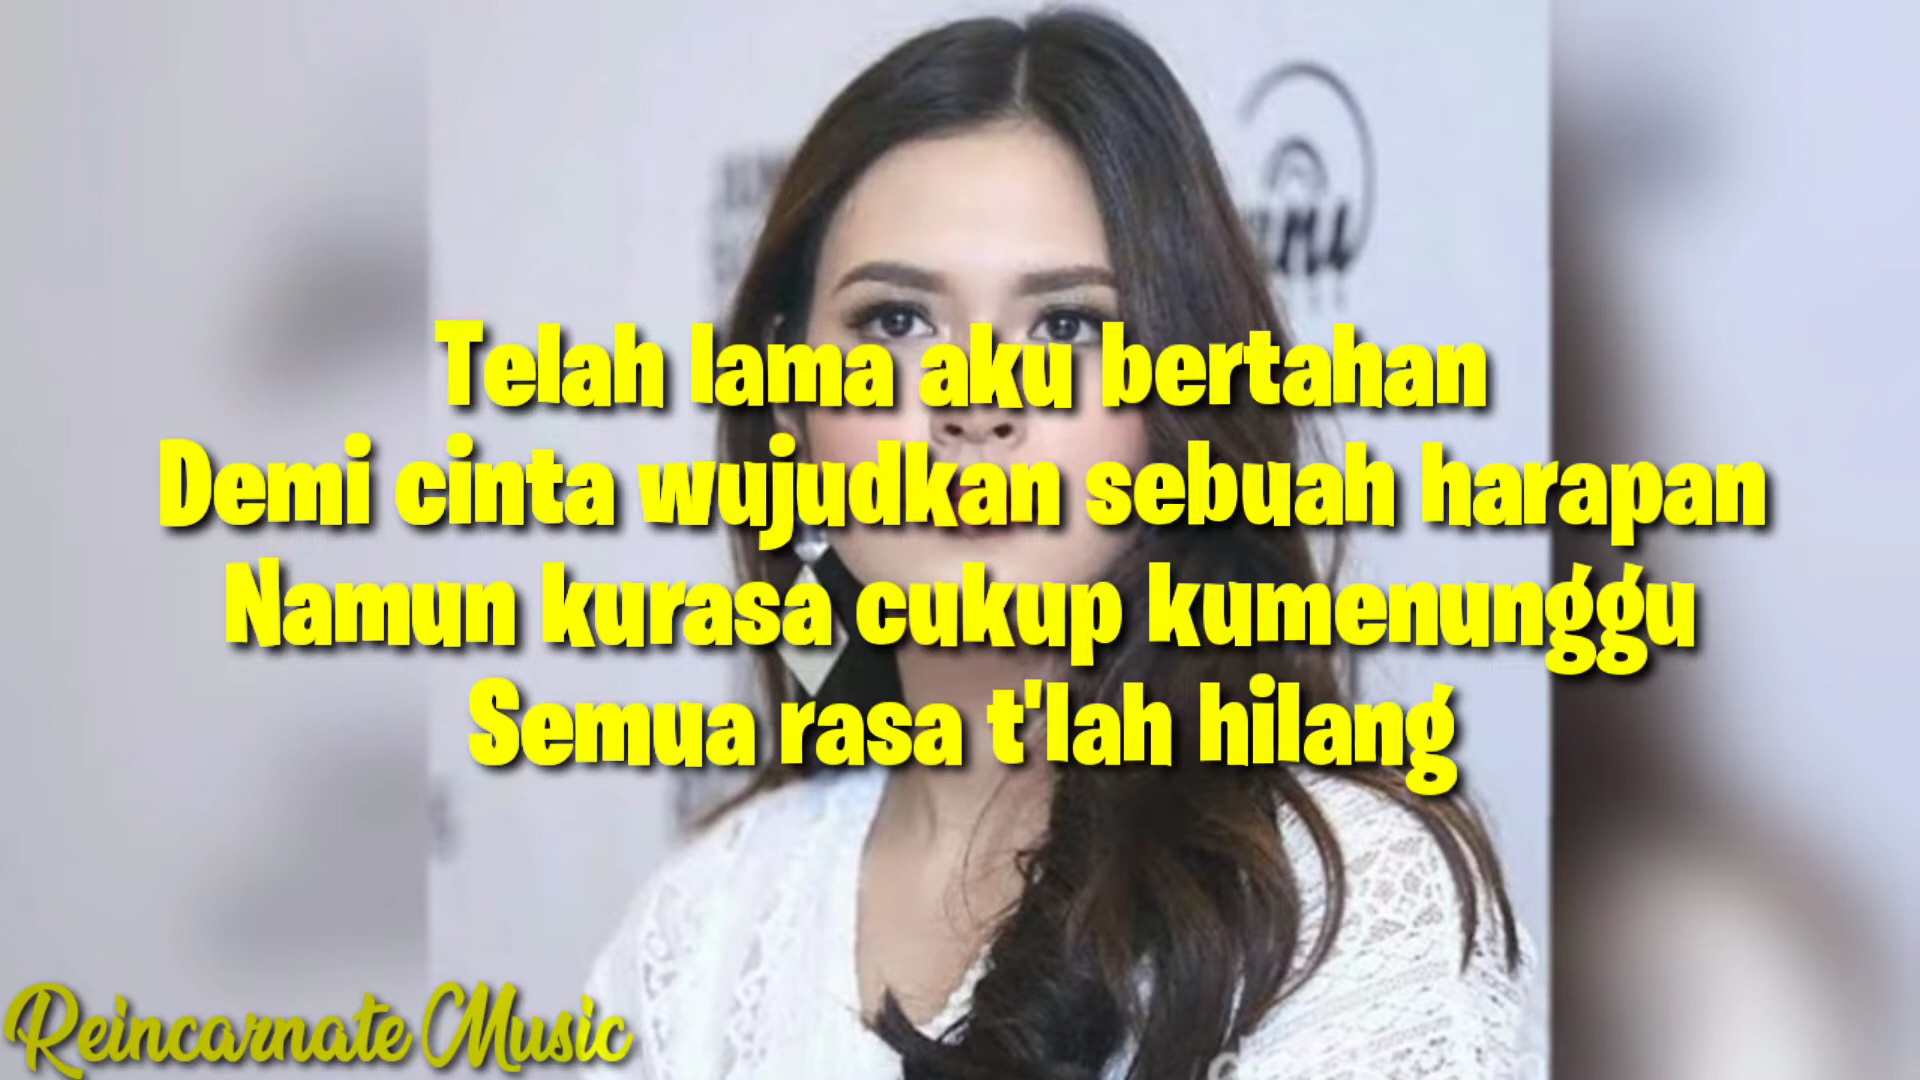 Telah lama aku bertahan
Demi cinta wujudkan sebuah harapan
Namun kurasa cukup kumenunggu
Semua rasa t'lah hilang
Reincarnate Music